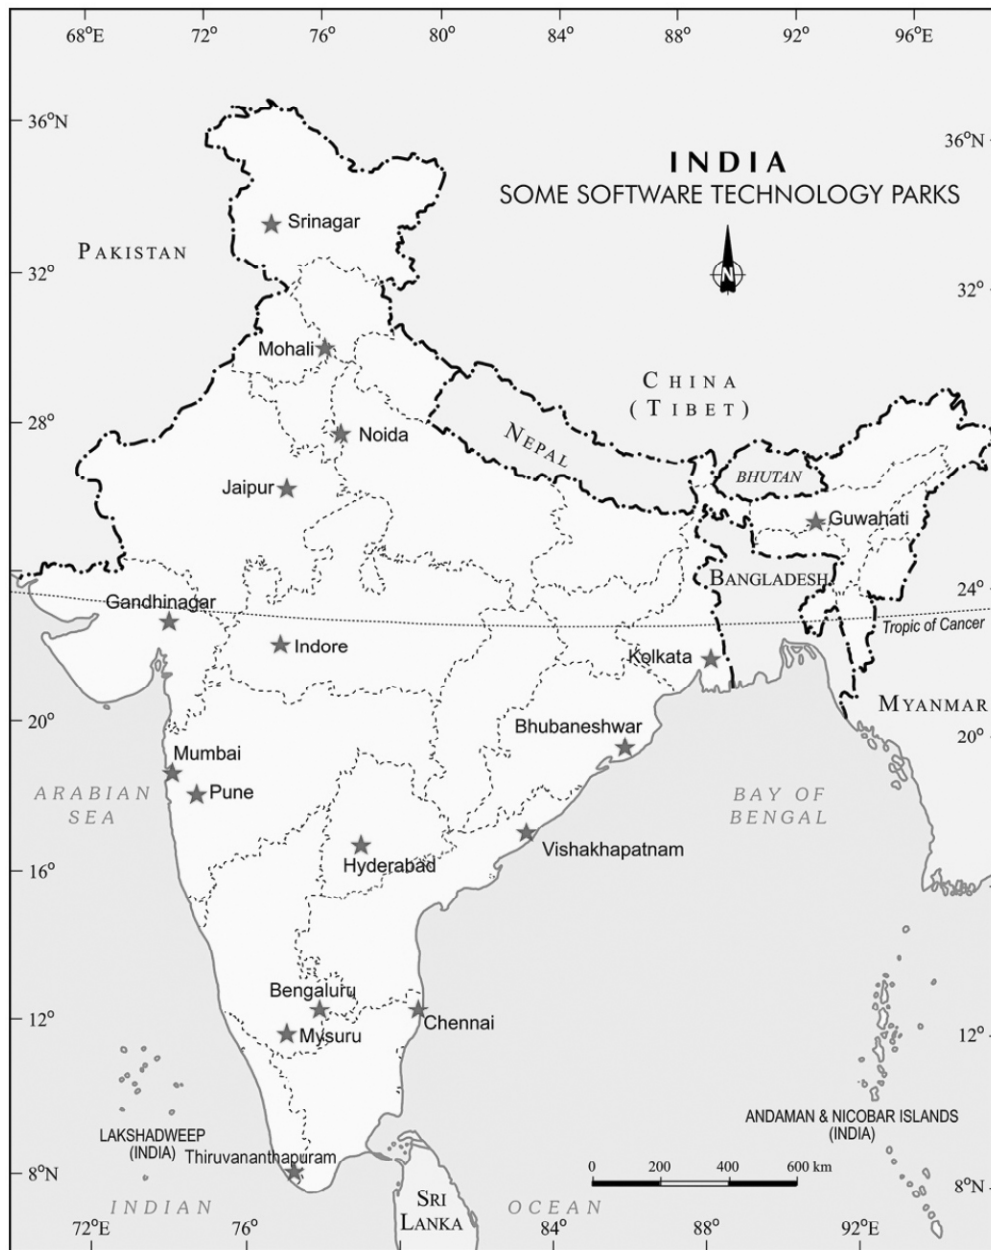 68°E 72° 76° 80° 84° 88° 92° 96°E
36°N
36°N
INDIA
SOME SOFTWARE TECHNOLOGY PARKS
Srinagar
PAKISTAN
N
32°
32°
Mohali
CHINA
(TIBET)
28°
Noida
NEPAL
BHUTAN
Jaipur
Guwahati
BANGLADESH
24°
Gandhinagar
Tropic of Cancer
Indore
Kolkata
MYANMAR
20°
Bhubaneshwar
20°
Mumbai
Pune
ARABIAN
SEA
BAY OF
BENGAL
Vishakhapatnam
Hyderabad
16°
Bengaluru
12°
Chennai
Mysuru
12°
ANDAMAN & NICOBAR ISLANDS
(INDIA)
LAKSHADWEEP
(INDIA)
Thiruvananthapuram
0 200 400 600 km
8°N
8°N
SRI
LANKA
INDIAN OCEAN
72°E 76° 84° 88° 92°E